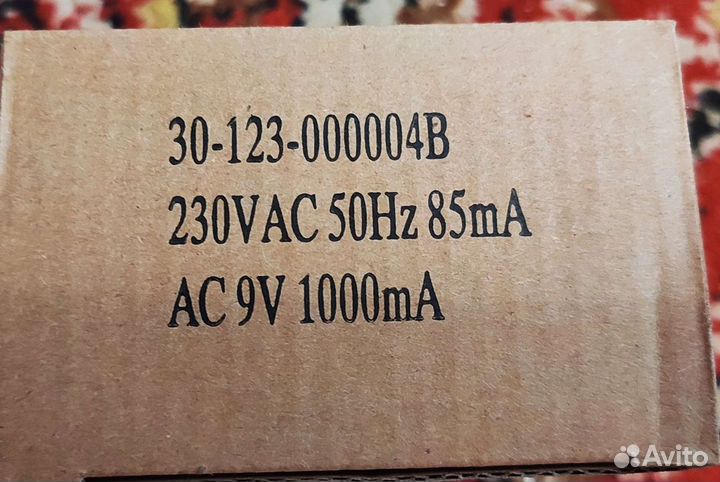 30-123-000004B
230VAC 50Hz 85mA
AC 9V 1000mA
Avito